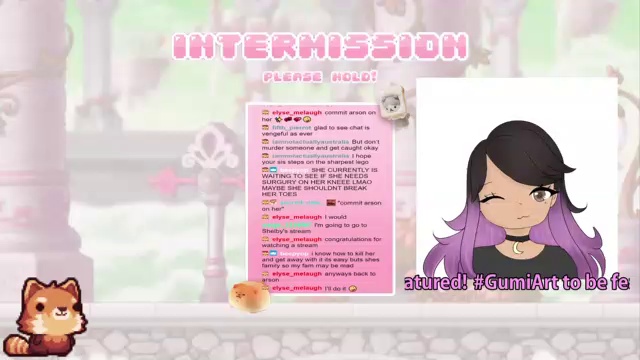 INTERMISSION
PLEASE HOLD!
elyse_melaugh commit arson on
her
glad to see chat is
vengeful as ever
iamnotactuallyaustralis But don't
murder someone and get caught okay
iamnotactuallyaustralis I hope
your sis steps on the sharpest lego
SHE CURRENTLY IS
WAITING TO SEE IF SHE NEEDS
SURGURY ON HER KNEEE LMAO
MAYBE SHE SHOULDNT BREAK
HER TOES
"commit arson
on her"
elyse_melaugh I would
I'm going to go to
Shelby's stream
elyse_melaugh congratulations for
watching a stream
i know how to kill her
and get away with it its easy buts shes
family so my fam may be mad
elyse_melaugh anyways back to
arson
elyse_melaugh I'll do it
atured! #GumiArt to be fe